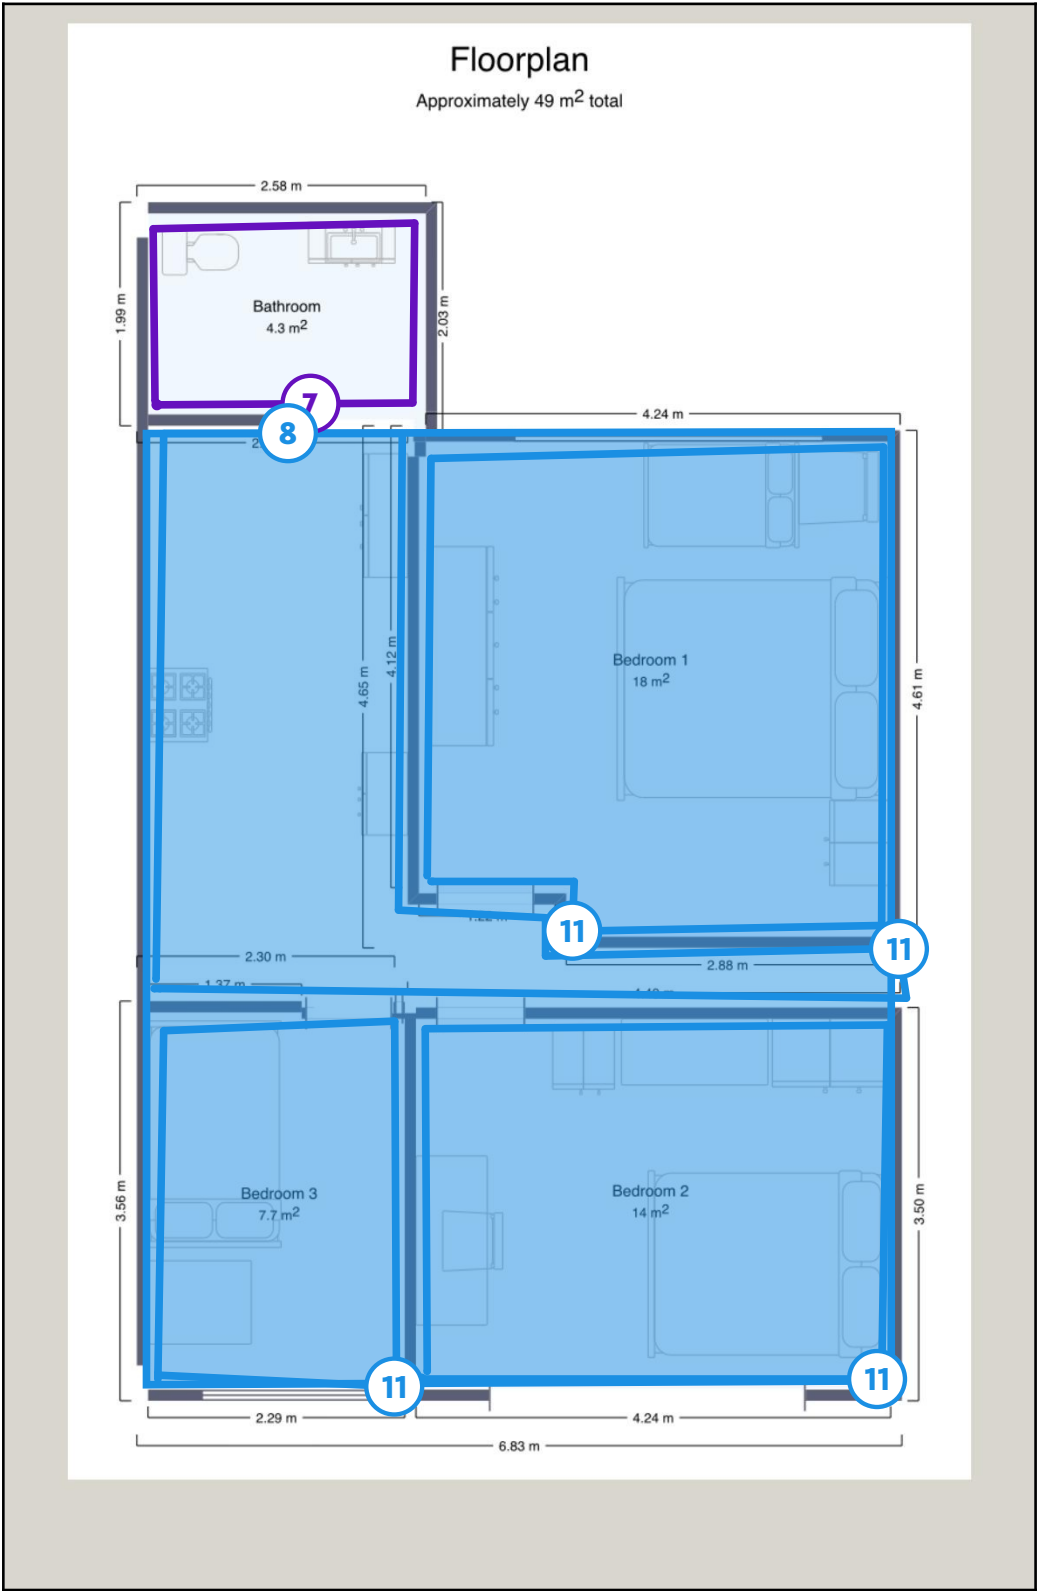 Floorplan
Approximately 49 m² total
2.58 m
1.99 m
Bathroom
4.3 m²
2.03 m
7
8
4.24 m
4.12 m
4.65 m
Bedroom 1
18 m²
4.61 m
11
11
2.30 m
2.88 m
1.37 m
3.56 m
Bedroom 3
7.7 m²
Bedroom 2
14 m²
3.50 m
11
11
2.29 m
4.24 m
6.83 m